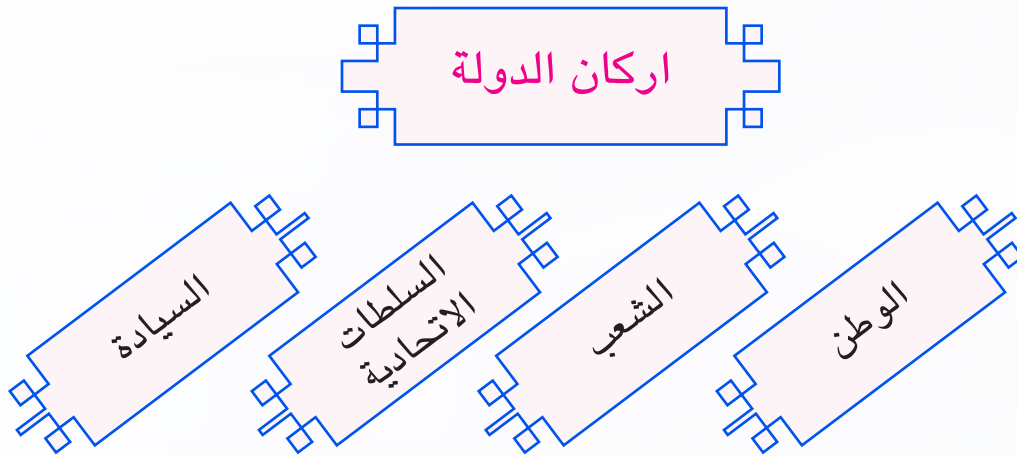 اركان الدولة
الوطن
الشعب
السلطات
الاتحادية
السيادة